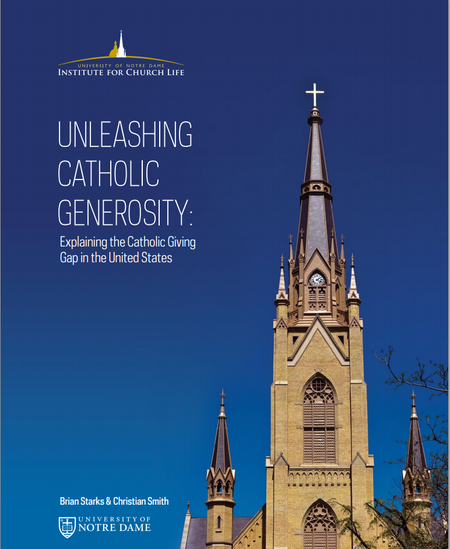 UNIVERSITY OF NOTRE DAME
INSTITUTE FOR CHURCH LIFE
UNLEASHING
CATHOLIC
GENEROSITY:
Explaining the Catholic Giving
Gap in the United States
Brian Starks & Christian Smith
UNIVERSITY OF
NOTRE DAME